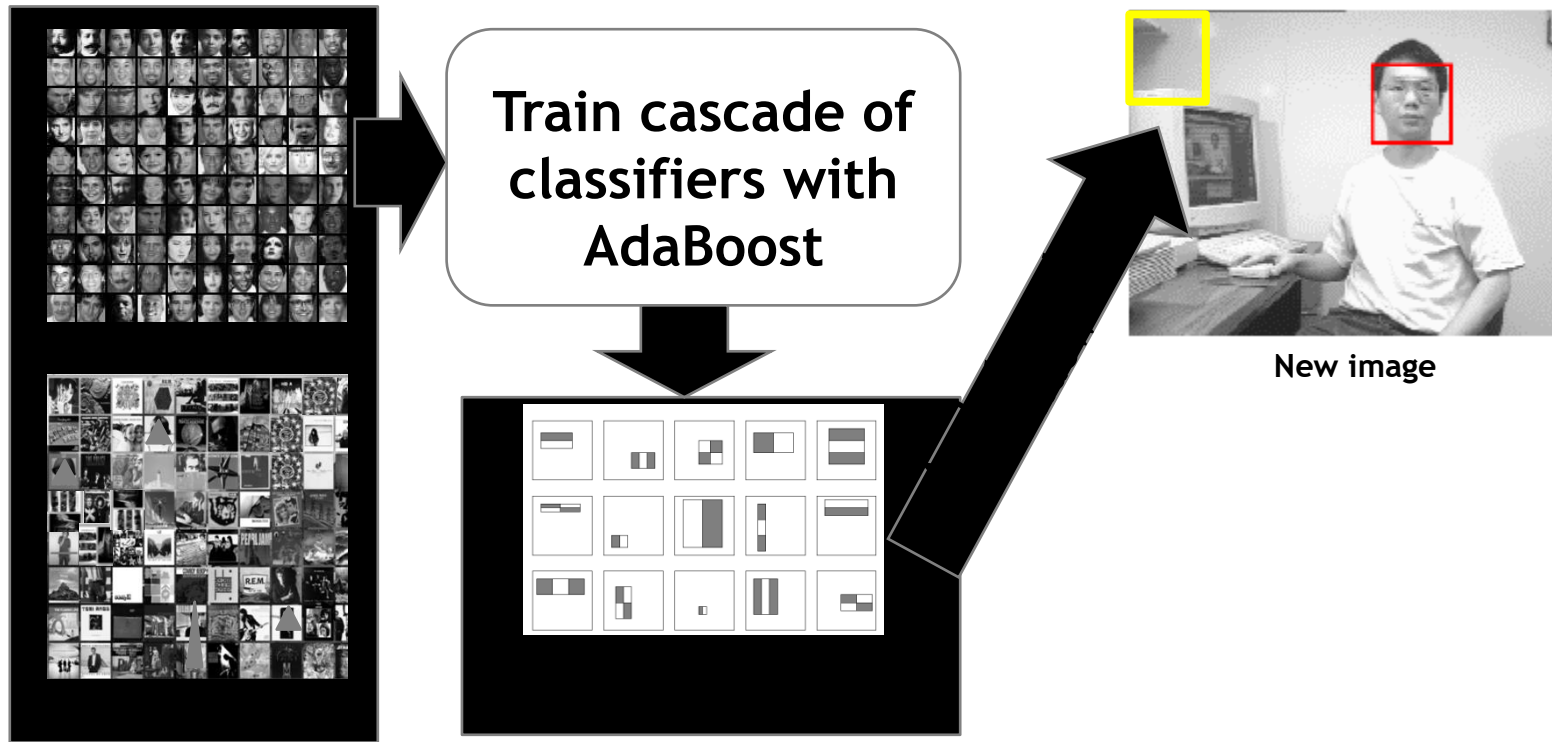 Train cascade of
classifiers with
AdaBoost
New image
R.E.M.